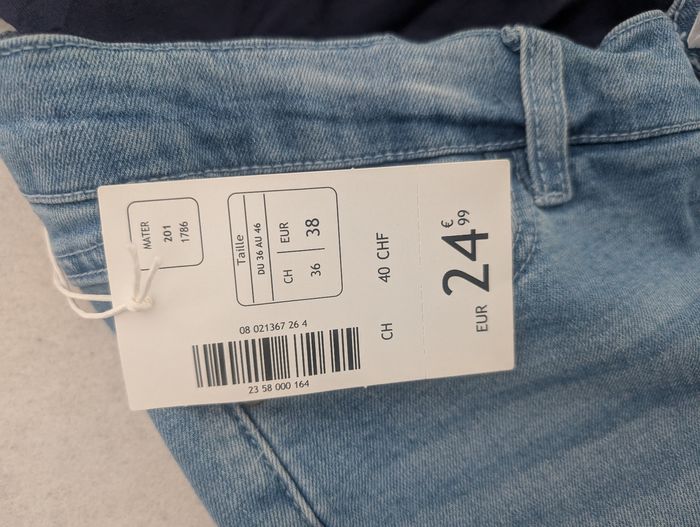 MATER
201
1786
Taille
DU 36 AU 46
CH EUR
36 38
CH 40 CHF
EUR 24€99
08 021367 26 4
23 58 000 164